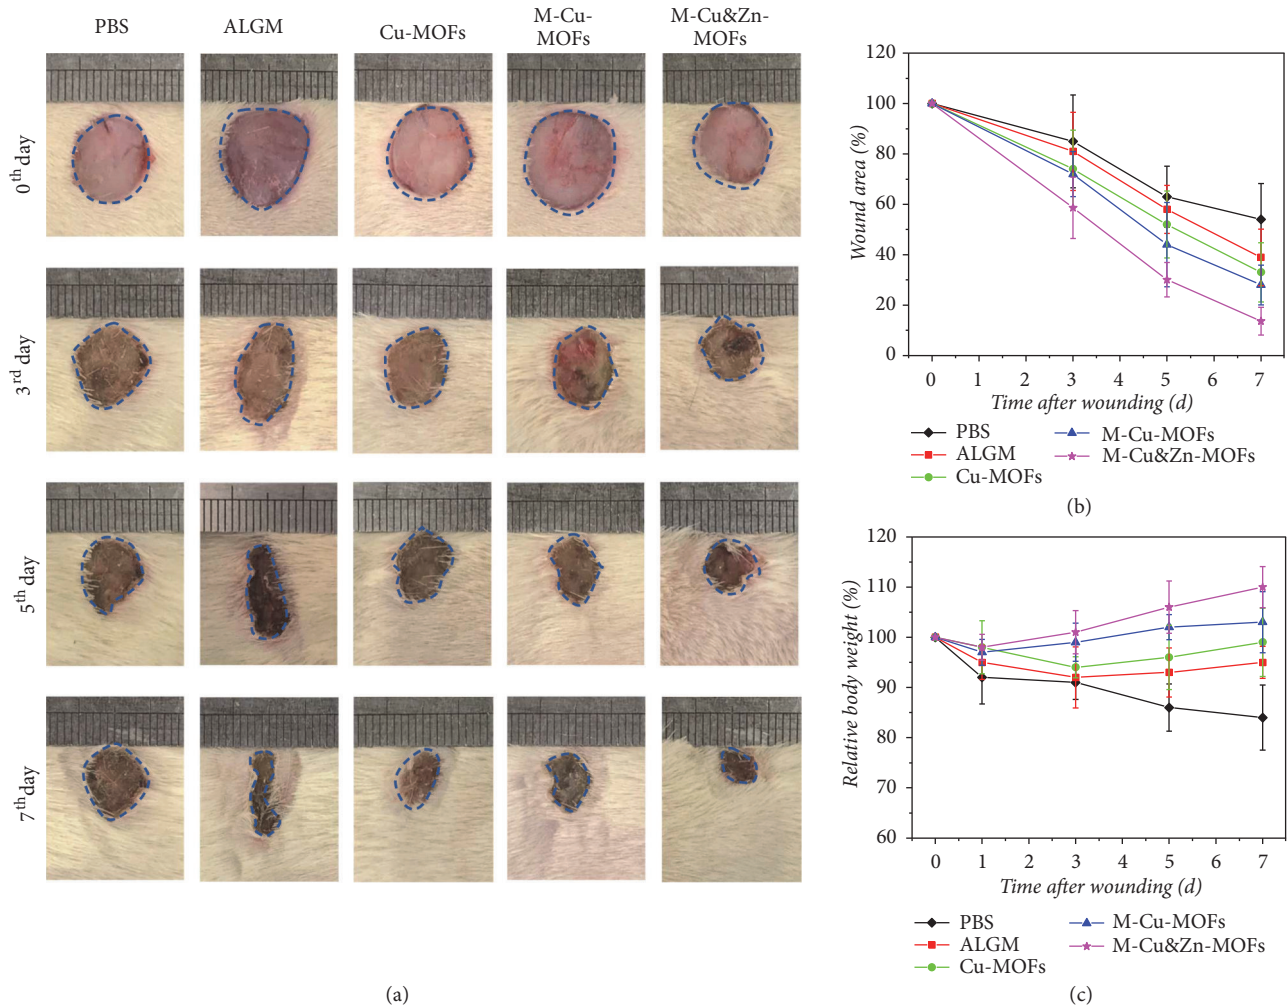 PBS
ALGM
Cu-MOFs
M-Cu-
MOFs
M-Cu&Zn-
MOFs
0th day
3rd day
5th day
7th day
(a)
120
100
80
60
40
20
0
Wound area (%)
0 1 2 3 4 5 6 7
Time after wounding (d)
PBS
ALGM
Cu-MOFs
M-Cu-MOFs
M-Cu&Zn-MOFs
(b)
120
110
100
90
80
70
60
Relative body weight (%)
0 1 3 5 7
Time after wounding (d)
PBS
ALGM
Cu-MOFs
M-Cu-MOFs
M-Cu&Zn-MOFs
(c)